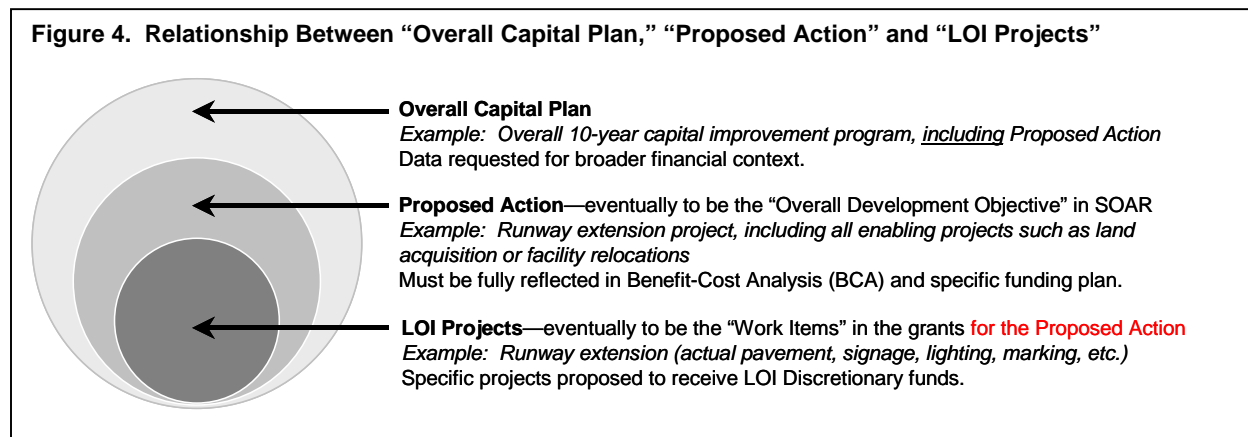 Figure 4.  Relationship Between “Overall Capital Plan,” “Proposed Action” and “LOI Projects”
Overall Capital Plan
Example:  Overall 10-year capital improvement program, including Proposed Action
Data requested for broader financial context.
Proposed Action—eventually to be the “Overall Development Objective” in SOAR
Example:  Runway extension project, including all enabling projects such as land
acquisition or facility relocations
Must be fully reflected in Benefit-Cost Analysis (BCA) and specific funding plan.
LOI Projects—eventually to be the “Work Items” in the grants for the Proposed Action
Example:  Runway extension (actual pavement, signage, lighting, marking, etc.)
Specific projects proposed to receive LOI Discretionary funds.